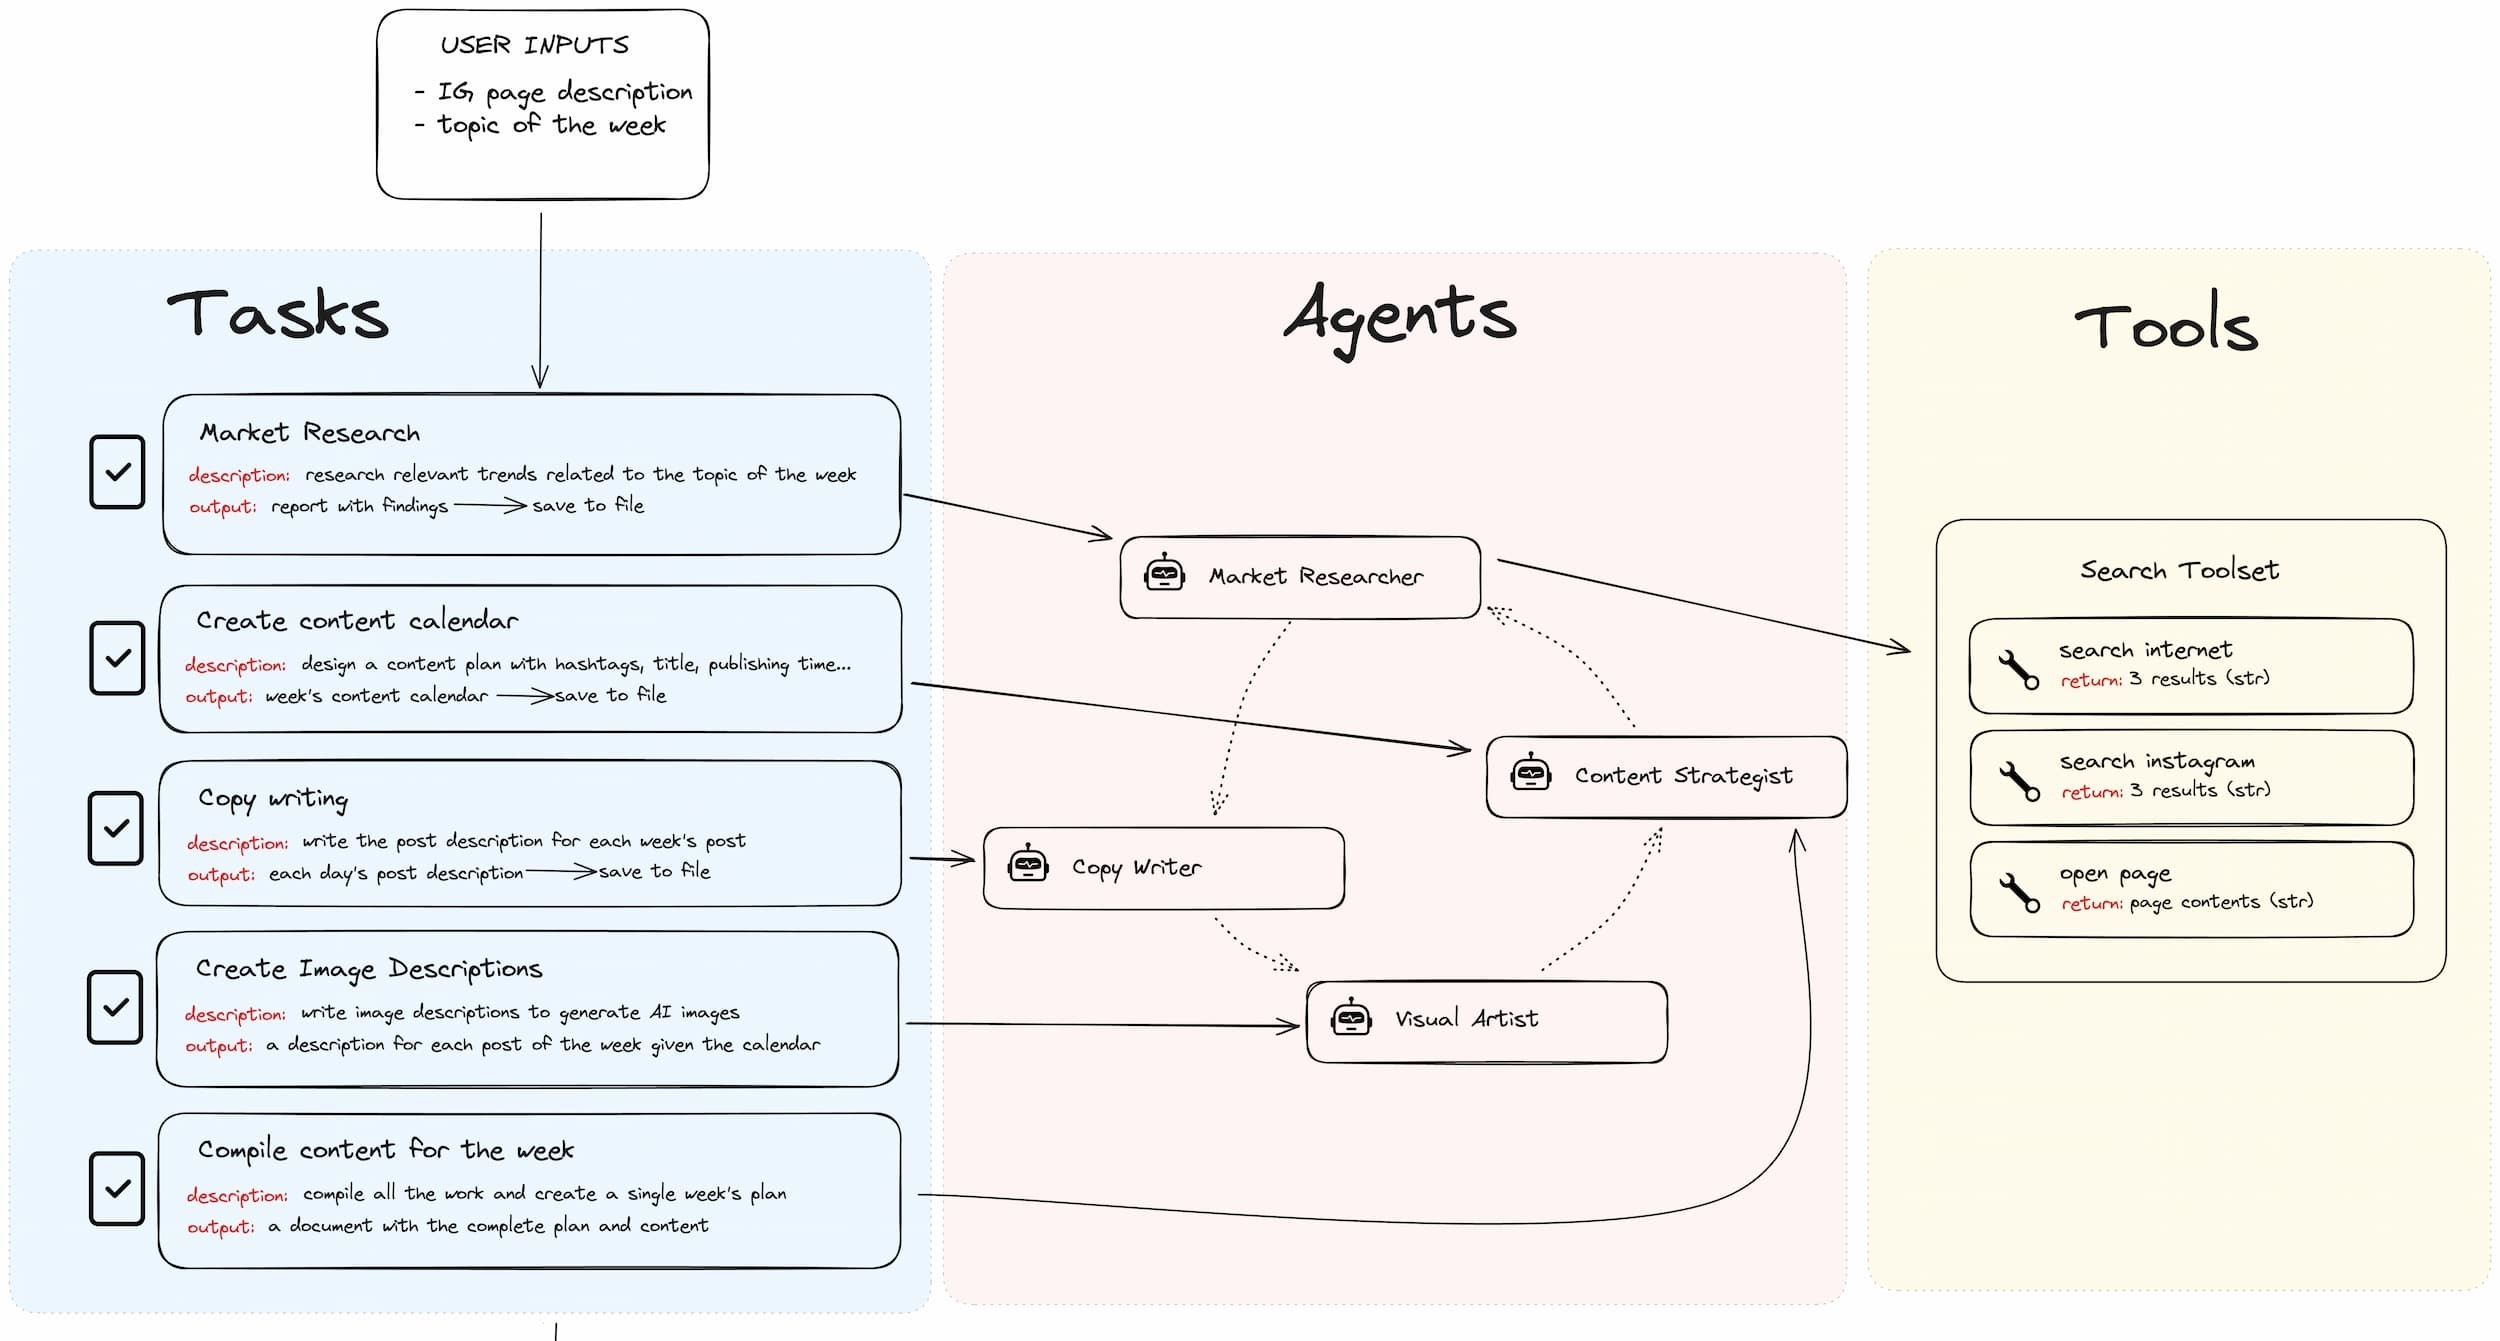 USER INPUTS
- IG page description
- topic of the week
Tasks
Market Research
description: research relevant trends related to the topic of the week
output: report with findings save to file
Create content calendar
description: design a content plan with hashtags, title, publishing time...
output: week's content calendar save to file
Copy writing
description: write the post description for each week's post
output: each day's post description save to file
Create Image Descriptions
description: write image descriptions to generate AI images
output: a description for each post of the week given the calendar
Compile content for the week
description: compile all the work and create a single week's plan
output: a document with the complete plan and content
Agents
Market Researcher
Content Strategist
Copy Writer
Visual Artist
Tools
Search Toolset
search internet
return: 3 results (str)
search instagram
return: 3 results (str)
open page
return: page contents (str)